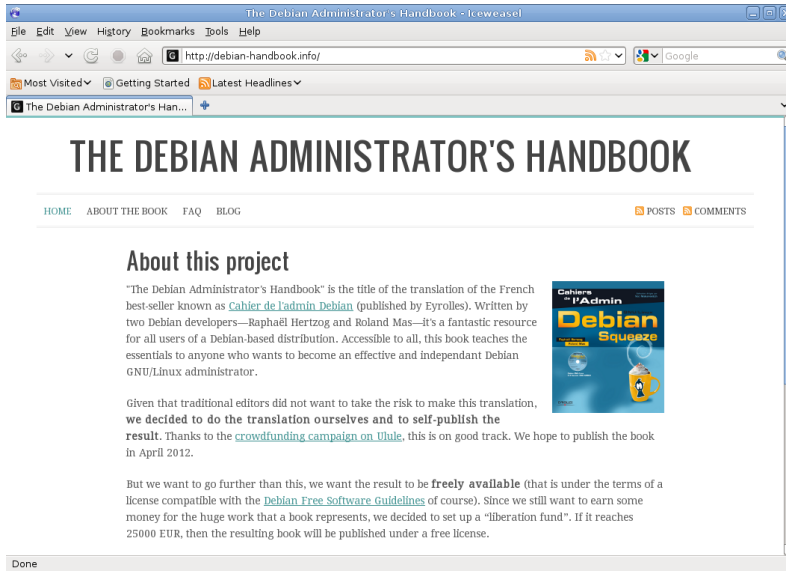 The Debian Administrator's Handbook - Iceweasel
File Edit View History Bookmarks Tools Help
http://debian-handbook.info/
Google
Most Visited Getting Started Latest Headlines
The Debian Administrator's Han...
THE DEBIAN ADMINISTRATOR'S HANDBOOK
HOME ABOUT THE BOOK FAQ BLOG POSTS COMMENTS
About this project
"The Debian Administrator's Handbook" is the title of the translation of the French
best-seller known as Cahier de l'admin Debian (published by Eyrolles). Written by
two Debian developers—Raphaël Hertzog and Roland Mas—it's a fantastic resource
for all users of a Debian-based distribution. Accessible to all, this book teaches the
essentials to anyone who wants to become an effective and independant Debian
GNU/Linux administrator.
Cahiers
de l'Admin
Debian
Squeeze
Given that traditional editors did not want to take the risk to make this translation,
we decided to do the translation ourselves and to self-publish the
result. Thanks to the crowdfunding campaign on Ulule, this is on good track. We hope to publish the book
in April 2012.
But we want to go further than this, we want the result to be freely available (that is under the terms of a
license compatible with the Debian Free Software Guidelines of course). Since we still want to earn some
money for the huge work that a book represents, we decided to set up a “liberation fund”. If it reaches
25000 EUR, then the resulting book will be published under a free license.
Done